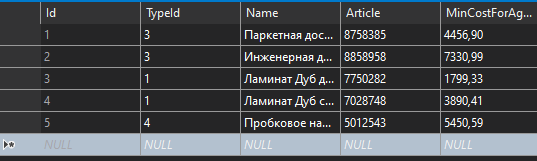 Id TypeId Name Article MinCostForAg...
1 3 Паркетная дос... 8758385 4456,90
2 3 Инженерная д... 8858958 7330,99
3 1 Ламинат Дуб д... 7750282 1799,33
4 1 Ламинат Дуб с... 7028748 3890,41
5 4 Пробковое на... 5012543 5450,59
NULL NULL NULL NULL NULL